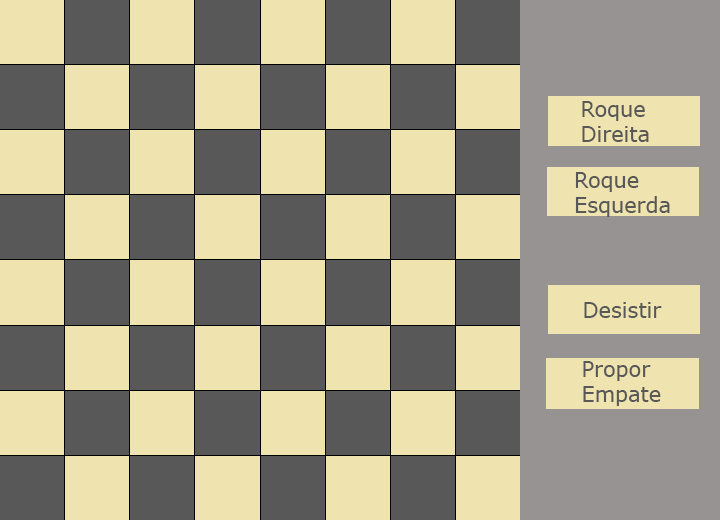 Roque
Direita
Roque
Esquerda
Desistir
Propor
Empate